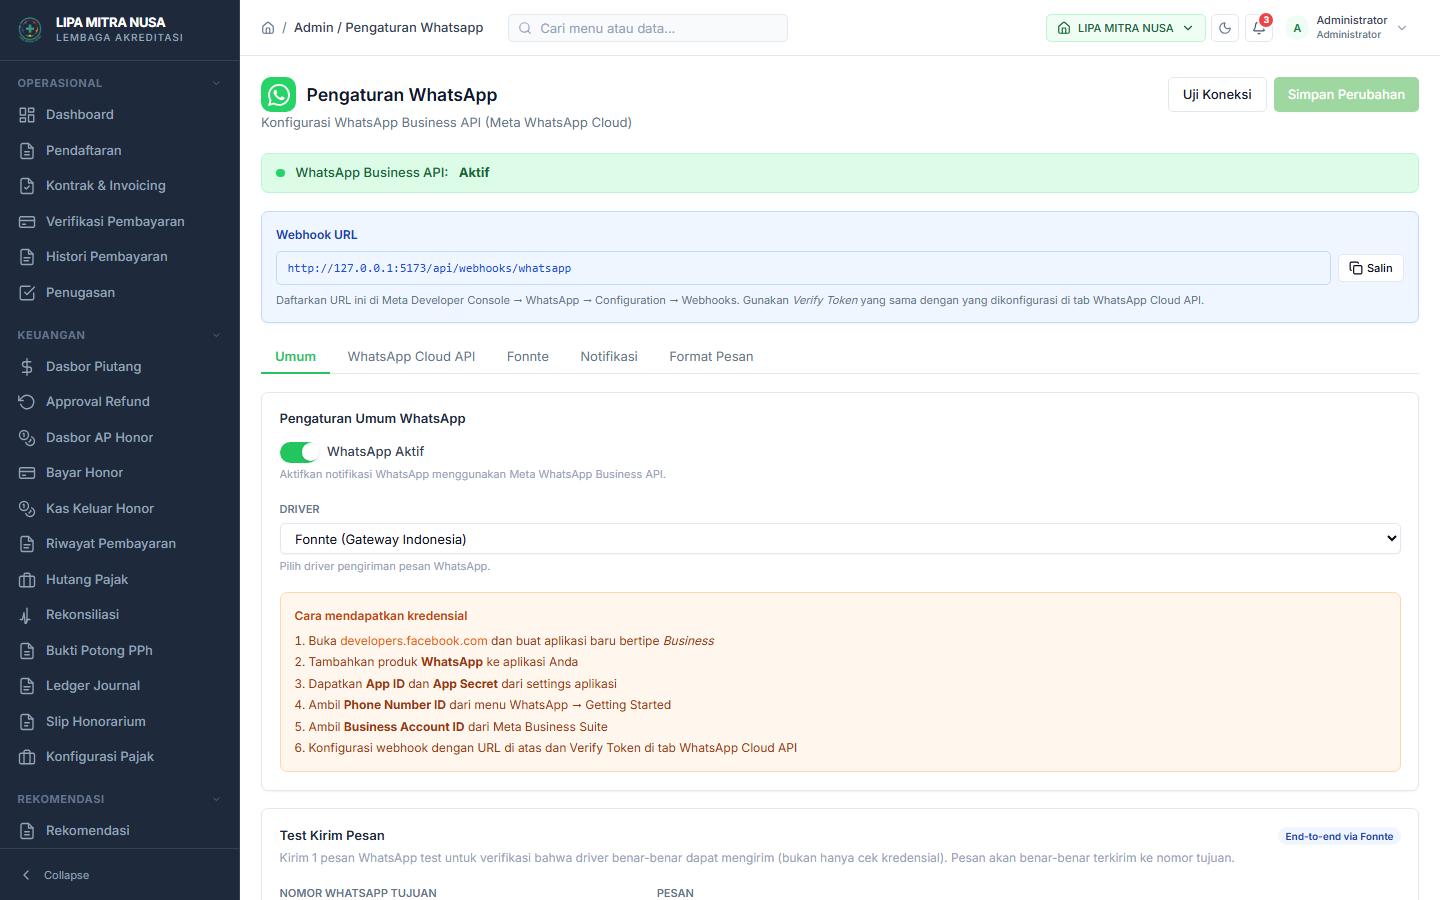 LIPA MITRA NUSA
LEMBAGA AKREDITASI
OPERASIONAL
Dashboard
Pendaftaran
Kontrak & Invoicing
Verifikasi Pembayaran
Histori Pembayaran
Penugasan
KEUANGAN
Dasbor Piutang
Approval Refund
Dasbor AP Honor
Bayar Honor
Kas Keluar Honor
Riwayat Pembayaran
Hutang Pajak
Rekonsiliasi
Bukti Potong PPh
Ledger Journal
Slip Honorarium
Konfigurasi Pajak
REKOMENDASI
Rekomendasi
Collapse
/ Admin / Pengaturan Whatsapp
Cari menu atau data...
LIPA MITRA NUSA
3
A
Administrator
Administrator
Pengaturan WhatsApp
Konfigurasi WhatsApp Business API (Meta WhatsApp Cloud)
Uji Koneksi
Simpan Perubahan
WhatsApp Business API: Aktif
Webhook URL
http://127.0.0.1:5173/api/webhooks/whatsapp
Salin
Daftarkan URL ini di Meta Developer Console → WhatsApp → Configuration → Webhooks. Gunakan Verify Token yang sama dengan yang dikonfigurasi di tab WhatsApp Cloud API.
Umum
WhatsApp Cloud API
Fonnte
Notifikasi
Format Pesan
Pengaturan Umum WhatsApp
WhatsApp Aktif
Aktifkan notifikasi WhatsApp menggunakan Meta WhatsApp Business API.
DRIVER
Fonnte (Gateway Indonesia)
Pilih driver pengiriman pesan WhatsApp.
Cara mendapatkan kredensial
1. Buka developers.facebook.com dan buat aplikasi baru bertipe Business
2. Tambahkan produk WhatsApp ke aplikasi Anda
3. Dapatkan App ID dan App Secret dari settings aplikasi
4. Ambil Phone Number ID dari menu WhatsApp → Getting Started
5. Ambil Business Account ID dari Meta Business Suite
6. Konfigurasi webhook dengan URL di atas dan Verify Token di tab WhatsApp Cloud API
Test Kirim Pesan
End-to-end via Fonnte
Kirim 1 pesan WhatsApp test untuk verifikasi bahwa driver benar-benar dapat mengirim (bukan hanya cek kredensial). Pesan akan benar-benar terkirim ke nomor tujuan.
NOMOR WHATSAPP TUJUAN
PESAN